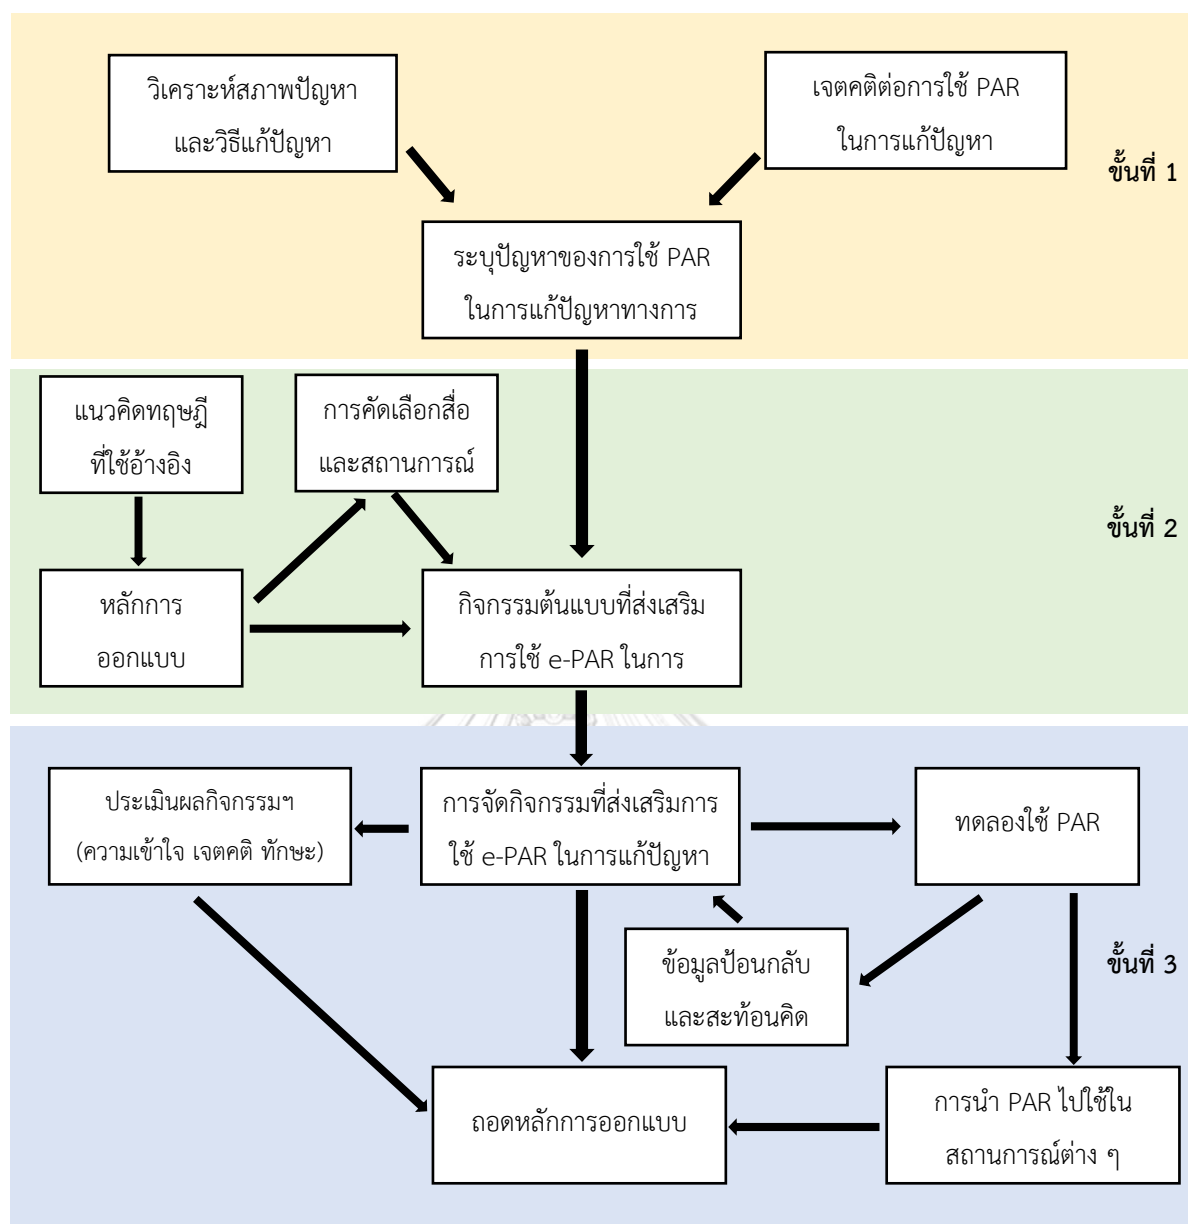 วิเคราะห์สภาพปัญหา
และวิธีแก้ปัญหา
เจตคติต่อการใช้ PAR
ในการแก้ปัญหา
ขั้นที่ 1
ระบุปัญหาของการใช้ PAR
ในการแก้ปัญหาทางการ
แนวคิดทฤษฎี
ที่ใช้อ้างอิง
การคัดเลือกสื่อ
และสถานการณ์
ขั้นที่ 2
หลักการ
ออกแบบ
กิจกรรมต้นแบบที่ส่งเสริม
การใช้ e-PAR ในการ
ประเมินผลกิจกรรมฯ
(ความเข้าใจ เจตคติ ทักษะ)
การจัดกิจกรรมที่ส่งเสริมการ
ใช้ e-PAR ในการแก้ปัญหา
ทดลองใช้ PAR
ข้อมูลป้อนกลับ
และสะท้อนคิด
ขั้นที่ 3
ถอดหลักการออกแบบ
การนำ PAR ไปใช้ใน
สถานการณ์ต่าง ๆ